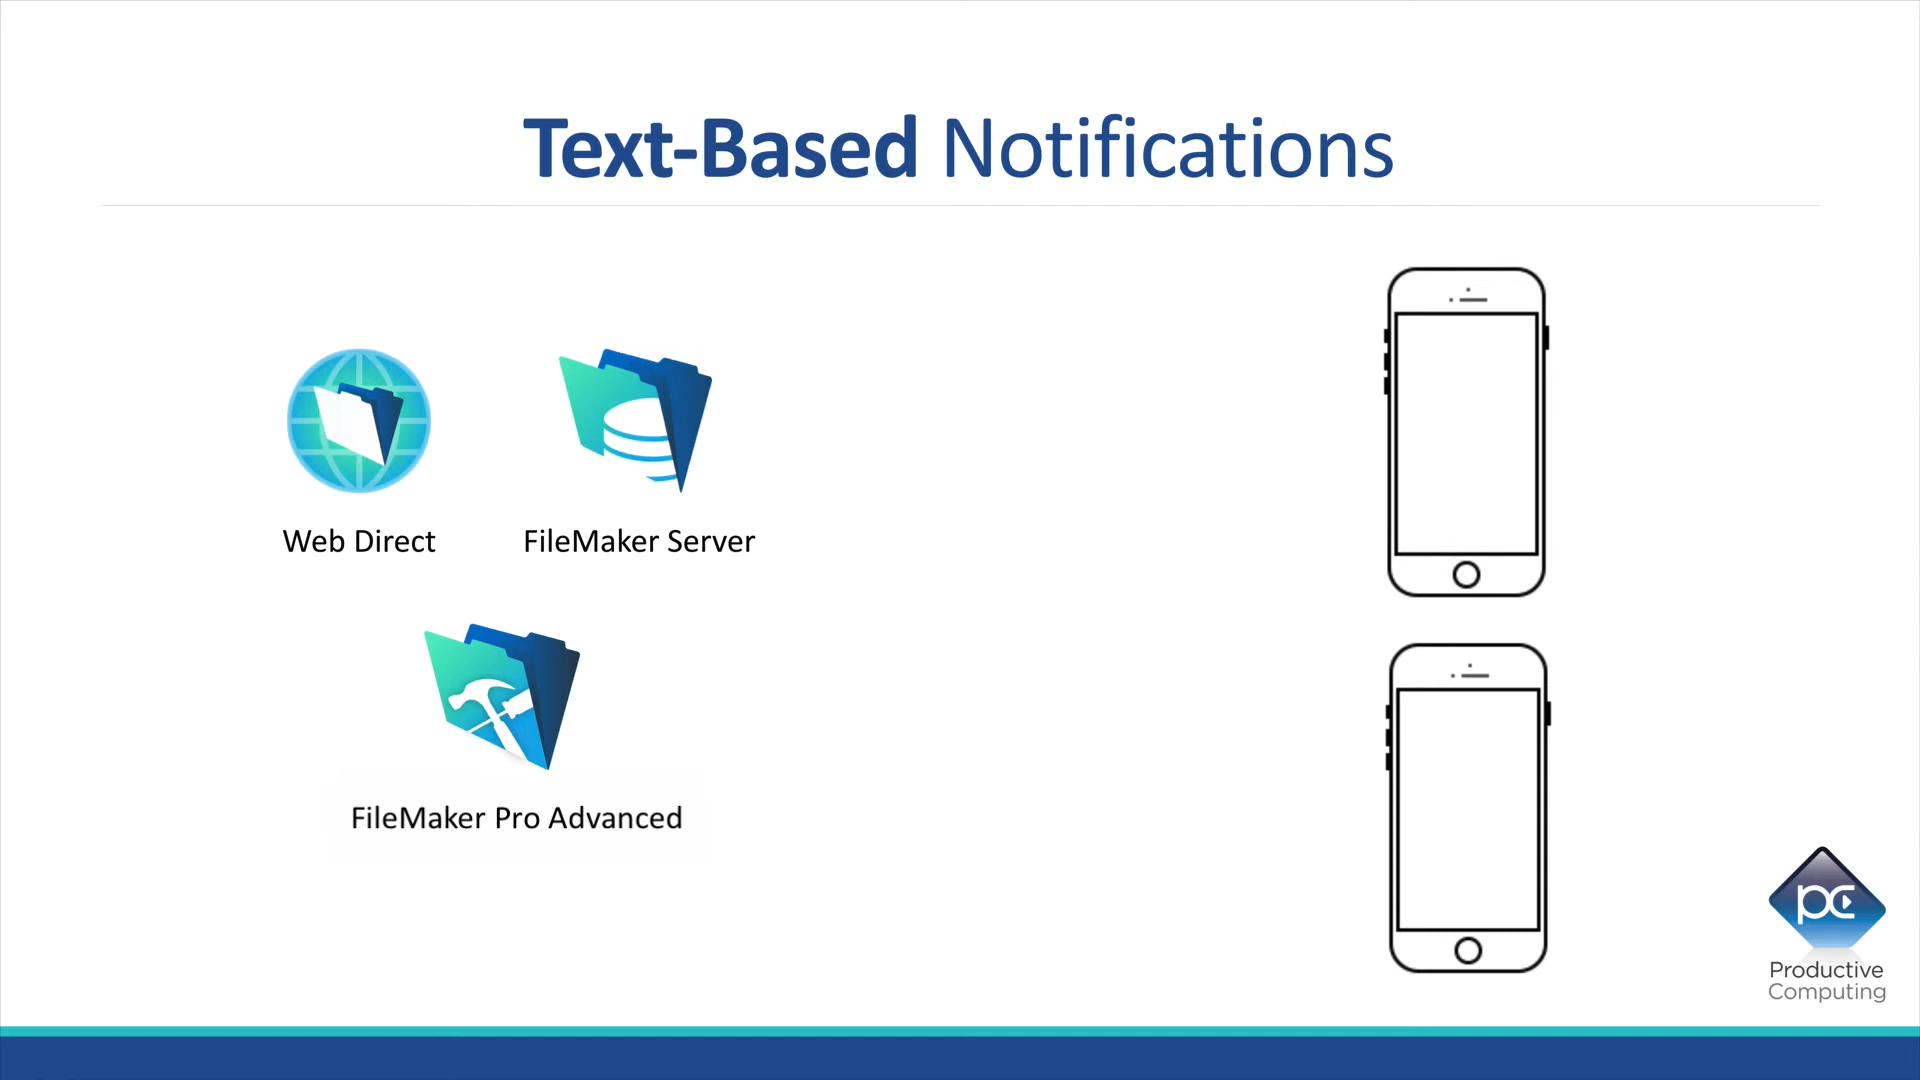 Text-Based Notifications
Web Direct
FileMaker Server
FileMaker Pro Advanced
pc
Productive
Computing